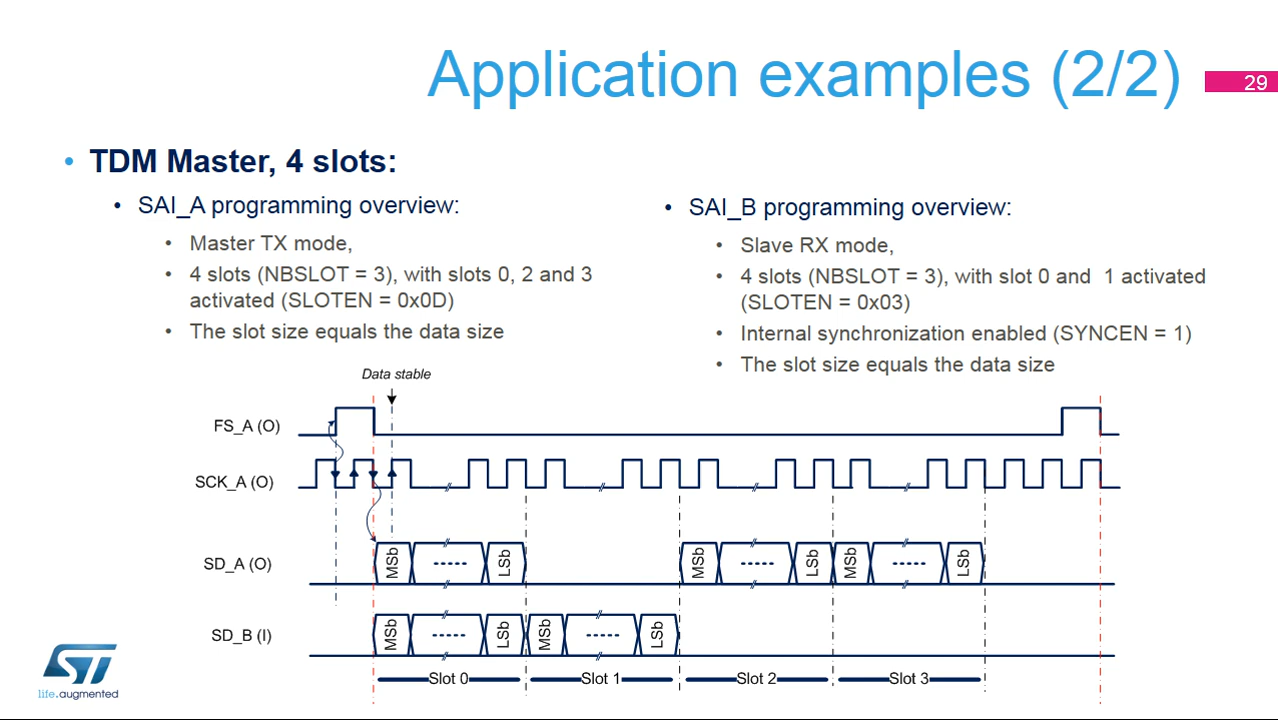 Application examples (2/2)
29
• TDM Master, 4 slots:
• SAI_A programming overview:
• Master TX mode,
• 4 slots (NBSLOT = 3), with slots 0, 2 and 3
activated (SLOTEN = 0x0D)
• The slot size equals the data size
• SAI_B programming overview:
• Slave RX mode,
• 4 slots (NBSLOT = 3), with slot 0 and 1 activated
(SLOTEN = 0x03)
• Internal synchronization enabled (SYNCEN = 1)
• The slot size equals the data size
Data stable
FS_A (O)
SCK_A (O)
SD_A (O)
MSb
LSb
MSb
LSb
MSb
LSb
SD_B (I)
MSb
LSb
MSb
LSb
Slot 0
Slot 1
Slot 2
Slot 3
ST
life.augmented